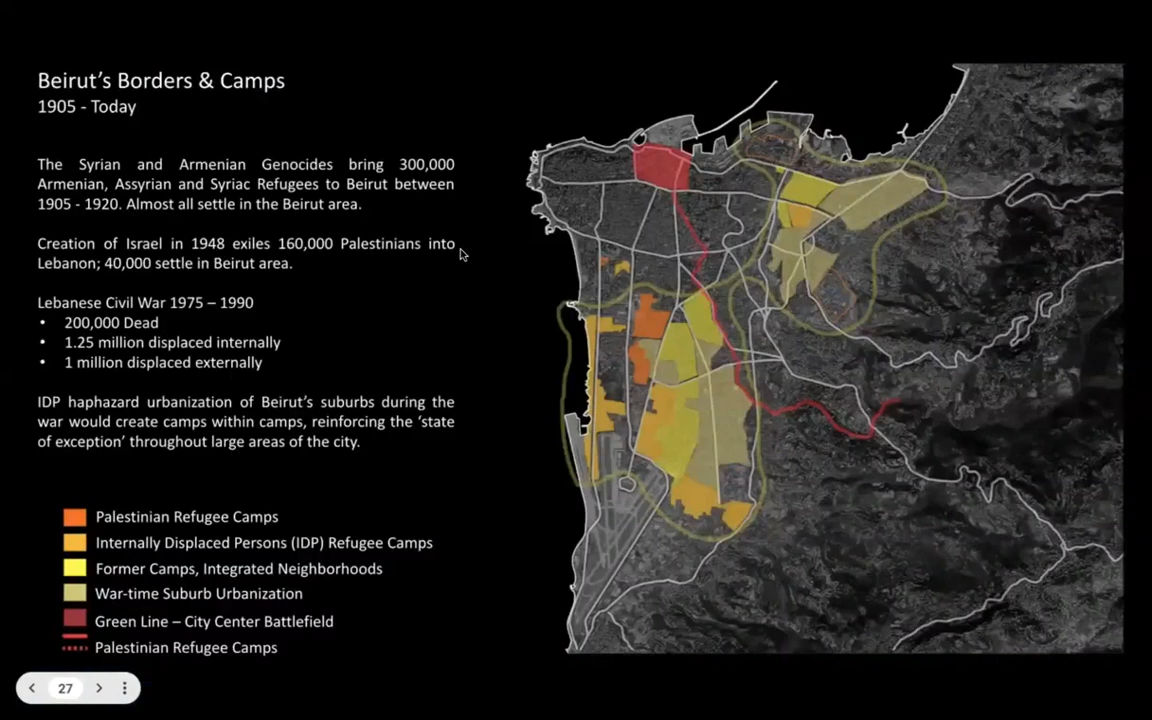 Beirut's Borders & Camps
1905 - Today
The Syrian and Armenian Genocides bring 300,000
Armenian, Assyrian and Syriac Refugees to Beirut between
1905 - 1920. Almost all settle in the Beirut area.
Creation of Israel in 1948 exiles 160,000 Palestinians into
Lebanon; 40,000 settle in Beirut area.
Lebanese Civil War 1975 – 1990
• 200,000 Dead
• 1.25 million displaced internally
• 1 million displaced externally
IDP haphazard urbanization of Beirut's suburbs during the
war would create camps within camps, reinforcing the 'state
of exception' throughout large areas of the city.
Palestinian Refugee Camps
Internally Displaced Persons (IDP) Refugee Camps
Former Camps, Integrated Neighborhoods
War-time Suburb Urbanization
Green Line – City Center Battlefield
Palestinian Refugee Camps
27